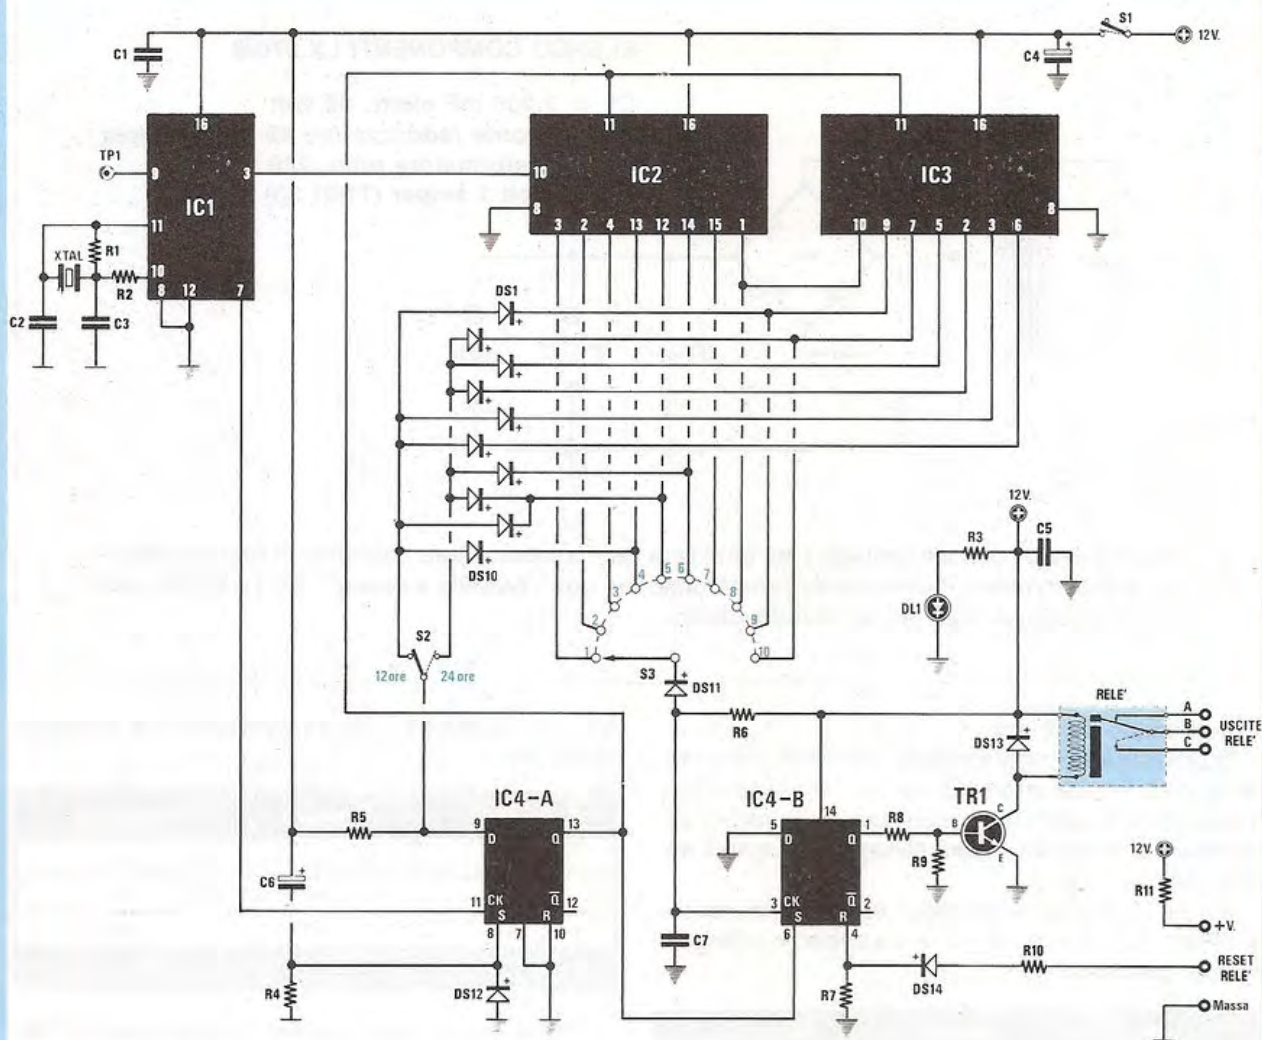 S1
12V.
C1
C4
16
11
16
11
16
TP1
9
3
IC1
10
IC2
IC3
8
8
11
3
2
4
13
12
14
15
1
10
9
7
5
2
3
6
R1
XTAL
10
R2
8
12
7
C2
C3
DS1
+
+
+
+
+
+
+
+
+
DS10
+
12V.
C5
R3
DL1
1
2
3
4
5
6
7
8
9
10
S2
12 ore
24 ore
S3
+
DS11
R6
RELE'
A
B
C
USCITE
RELE'
DS13
+
IC4-A
IC4-B
TR1
14
R5
9
D
Q
13
5
D
Q
1
R8
B
C
E
R9
12V.
R11
C6
+
11
CK
S
Q
R
12
8
7
10
3
CK
S
Q
R
2
6
4
C7
+V.
R4
DS12
+
R7
+
DS14
R10
RESET
RELE'
Massa